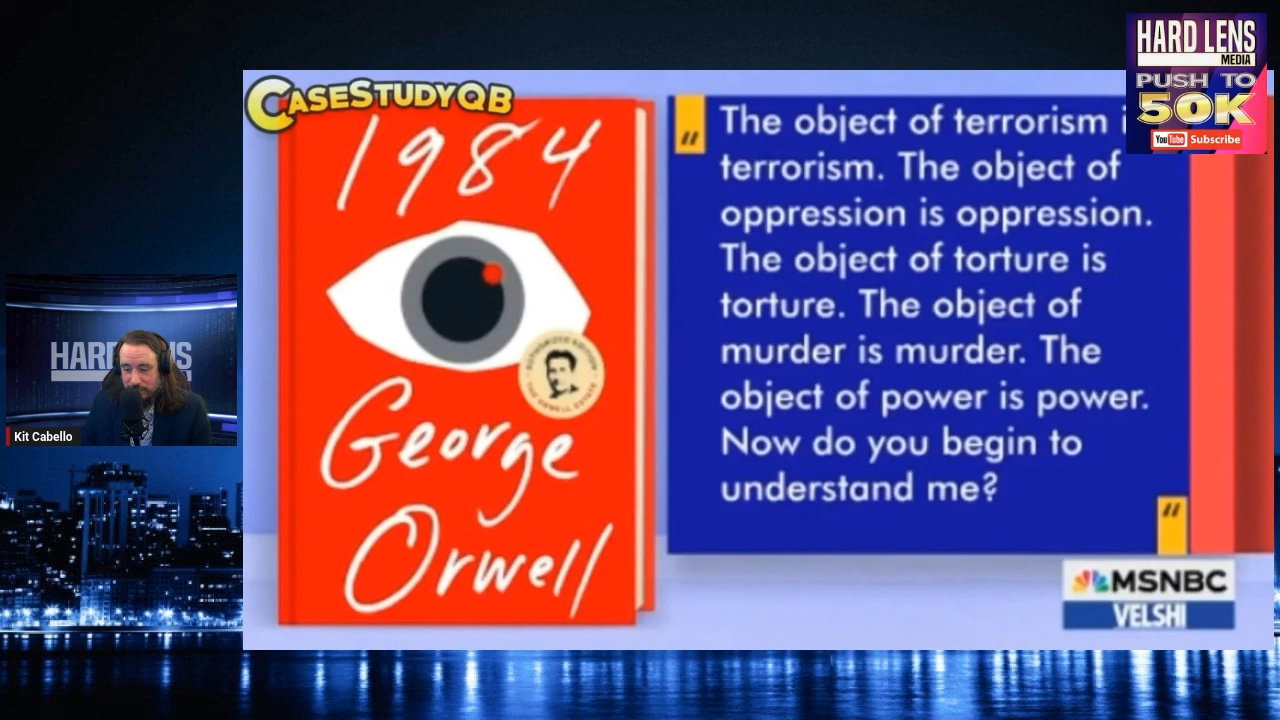 HARD LENS
MEDIA
PUSH TO
50K
YouTube Subscribe
CASESTUDYQB
1984
George
Orwell
"
The object of terrorism
terrorism. The object of
oppression is oppression.
The object of torture is
torture. The object of
murder is murder. The
object of power is power.
Now do you begin to
understand me?
"
MSNBC
VELSHI
Kit Cabello